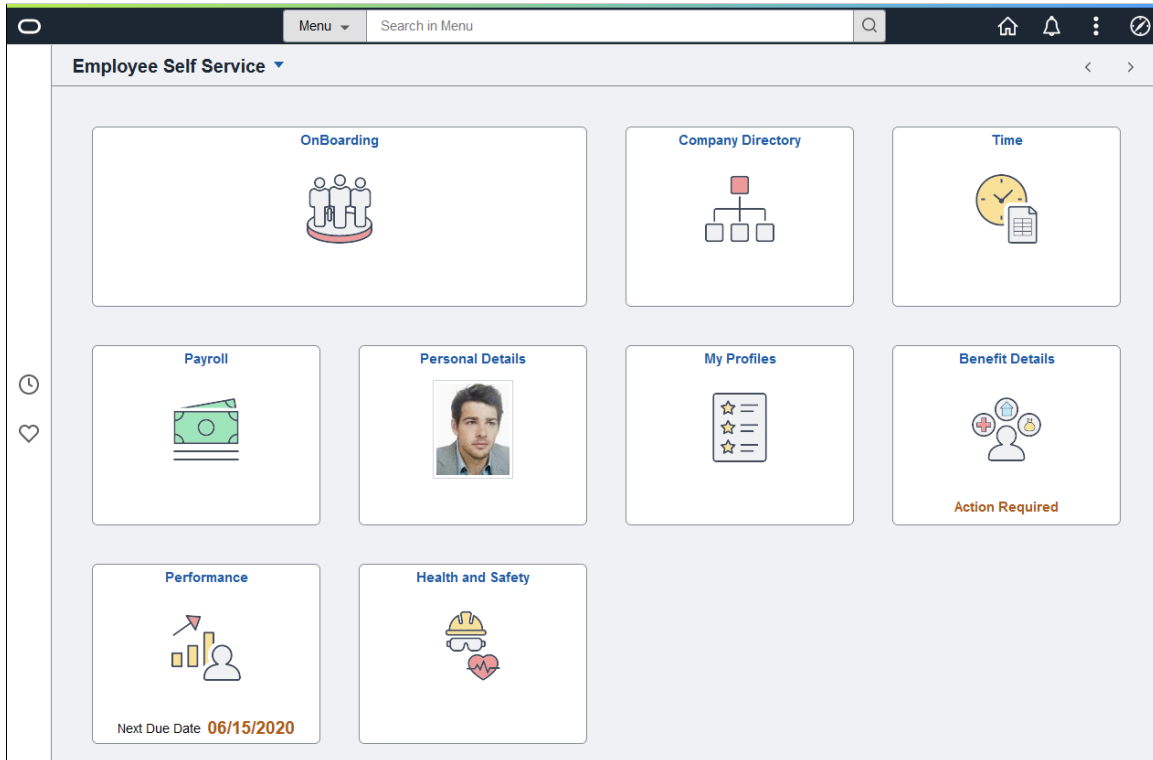 Menu
Search in Menu
Employee Self Service
OnBoarding
Company Directory
Time
Payroll
Personal Details
My Profiles
Benefit Details
Action Required
Performance
Health and Safety
Next Due Date 06/15/2020